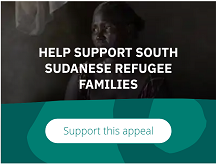 HELP SUPPORT SOUTH
SUDANESE REFUGEE
FAMILIES
Support this appeal